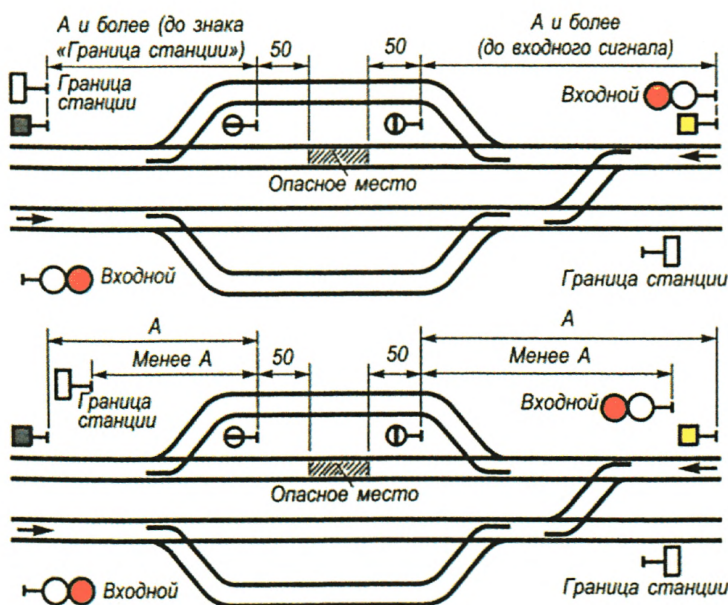 А и более (до знака
«Граница станции»)
50
50
А и более
(до входного сигнала)
Граница
станции
Входной
Опасное место
Входной
Граница станции
А
А
Менее А
50
50
Менее А
Граница
станции
Входной
Опасное место
Входной
Граница станции